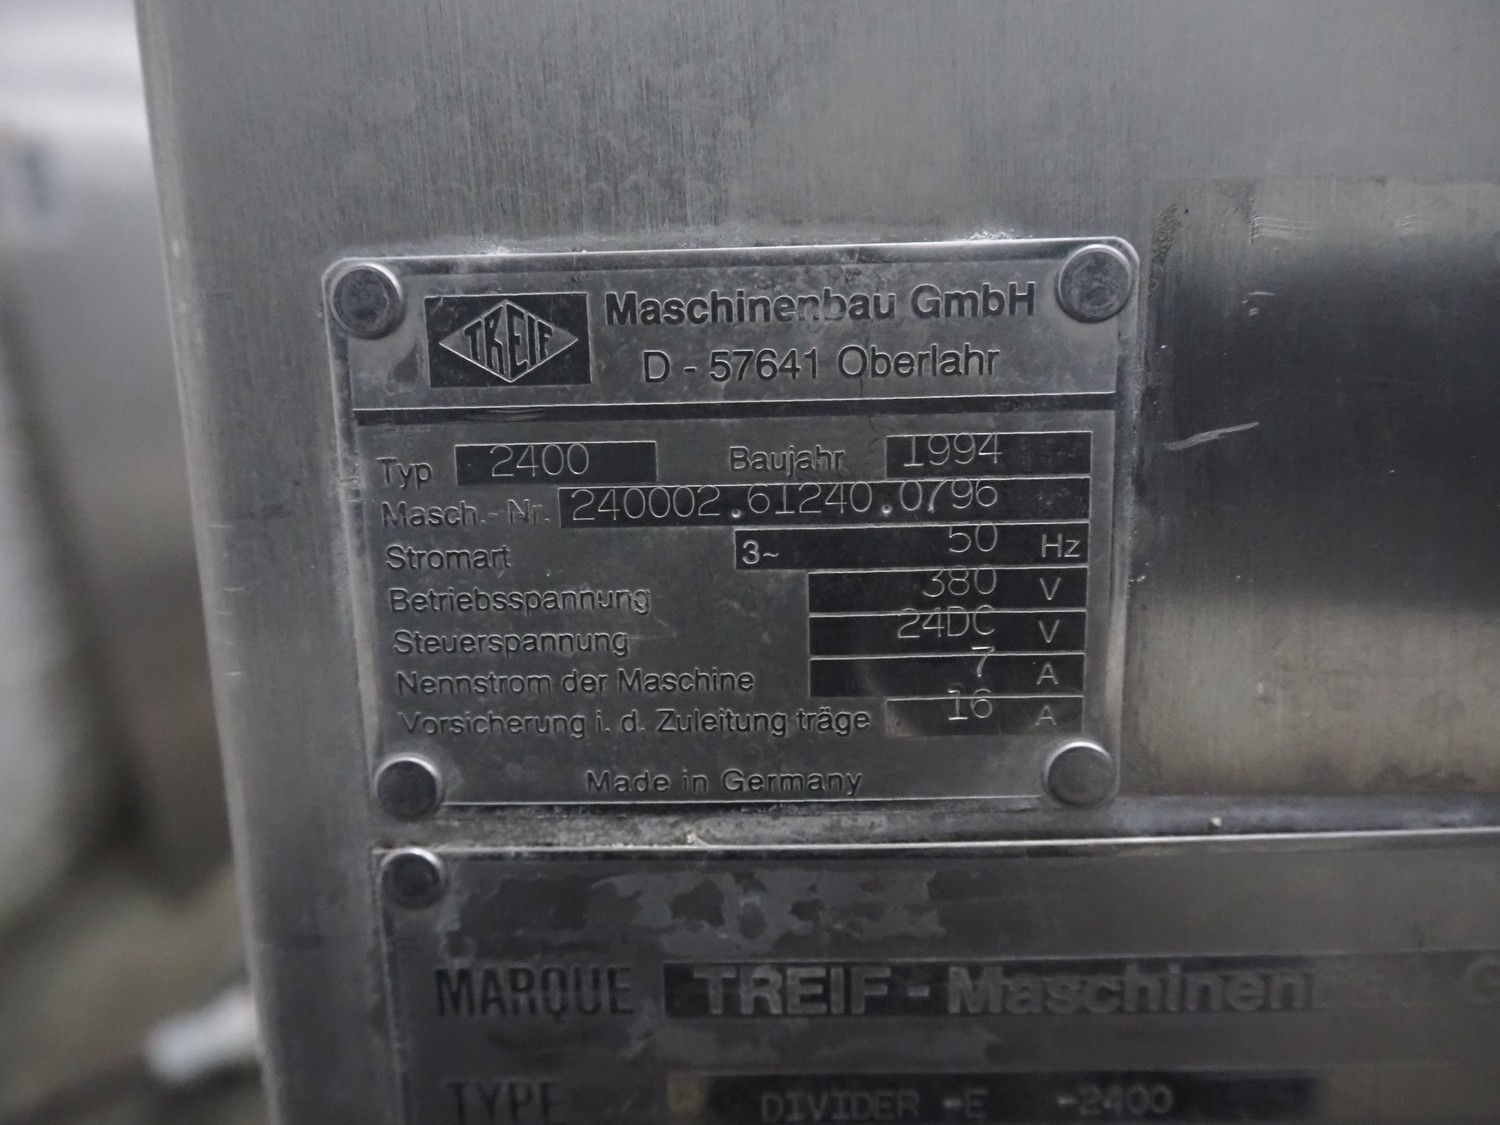 TREIF Maschinenbau GmbH
D - 57641 Oberlahr
Typ 2400 Baujahr 1994
Masch.- Nr. 240002.61240.0796
Stromart 3~ 50 Hz
Betriebsspannung 380 V
Steuerspannung 24DC V
Nennstrom der Maschine 7 A
Vorsicherung i. d. Zuleitung träge 16 A
Made in Germany
MARQUE TREIF - Maschinenbau G
TYPE DIVIDER -E -2400